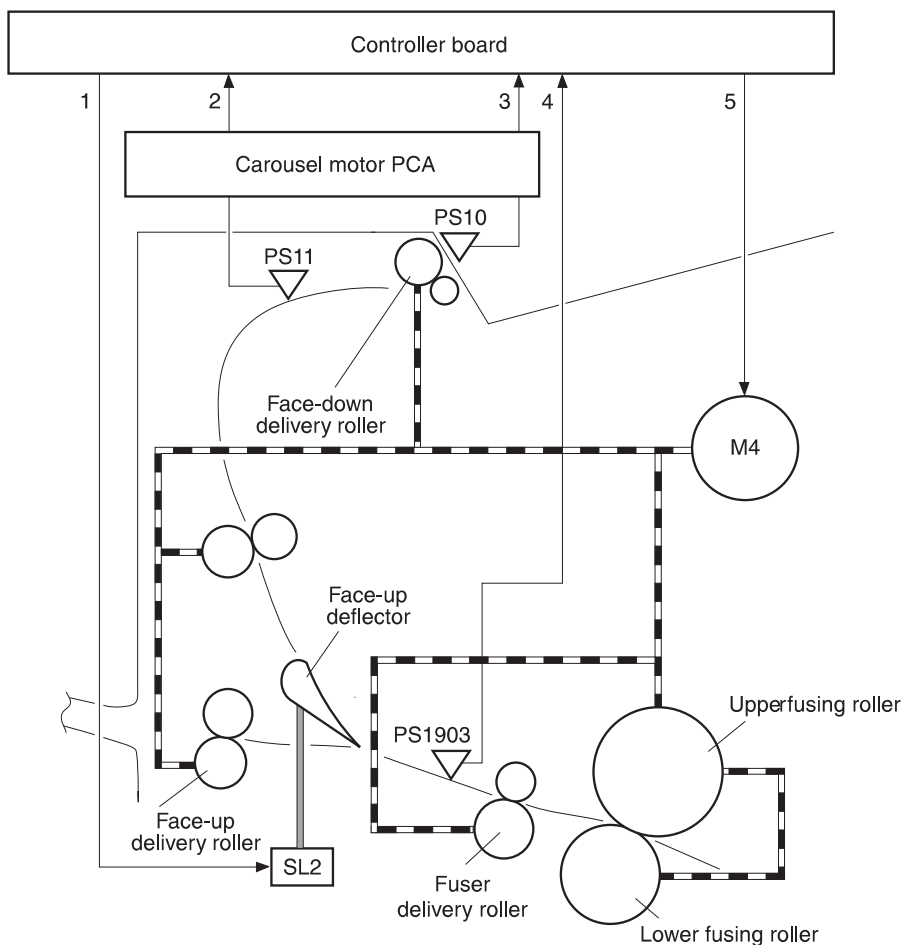 Controller board
1
2
3
4
5
Carousel motor PCA
PS10
PS11
Face-down
delivery roller
M4
Face-up
deflector
Upperfusing roller
PS1903
Face-up
delivery roller
SL2
Fuser
delivery roller
Lower fusing roller